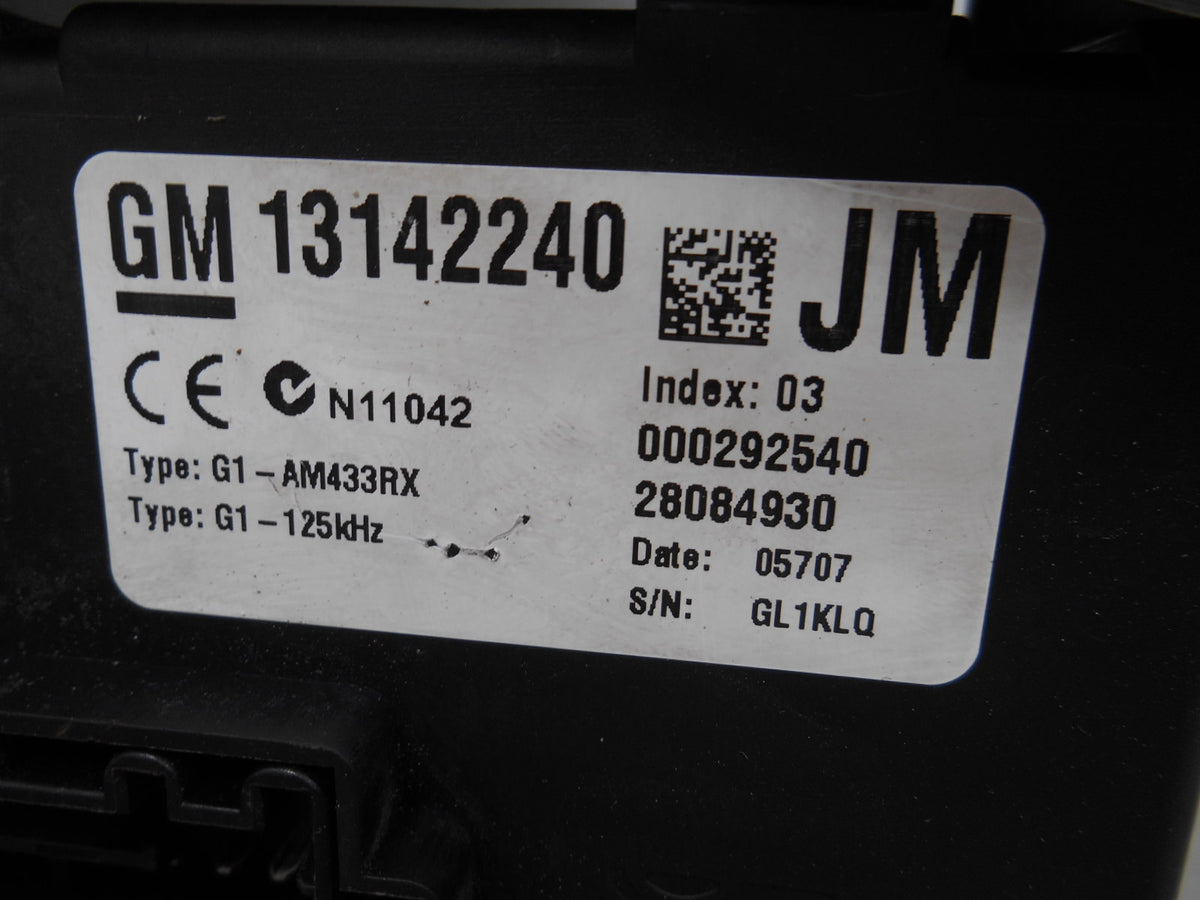 GM 13142240 JM
CE N11042
Type: G1-AM433RX
Type: G1-125kHz
Index: 03
000292540
28084930
Date: 05707
S/N: GL1KLQ